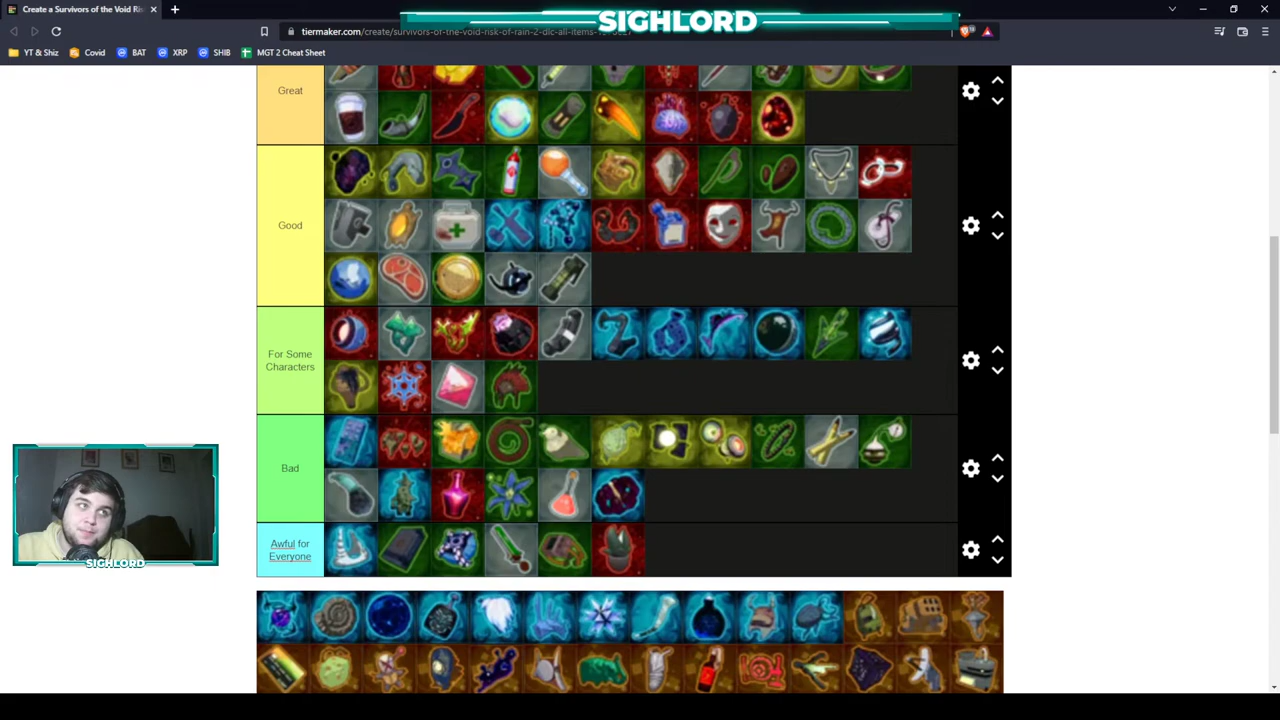 SIGHLORD
Create a Survivors of the Void Ris
tiermaker.com/create/survivors-of-the-void-risk-of-rain-2-dlc-all-items
YT & Shiz
Covid
BAT
XRP
SHIB
MGT 2 Cheat Sheet
Great
Good
For Some
Characters
Bad
Awful for
Everyone
SIGHLORD